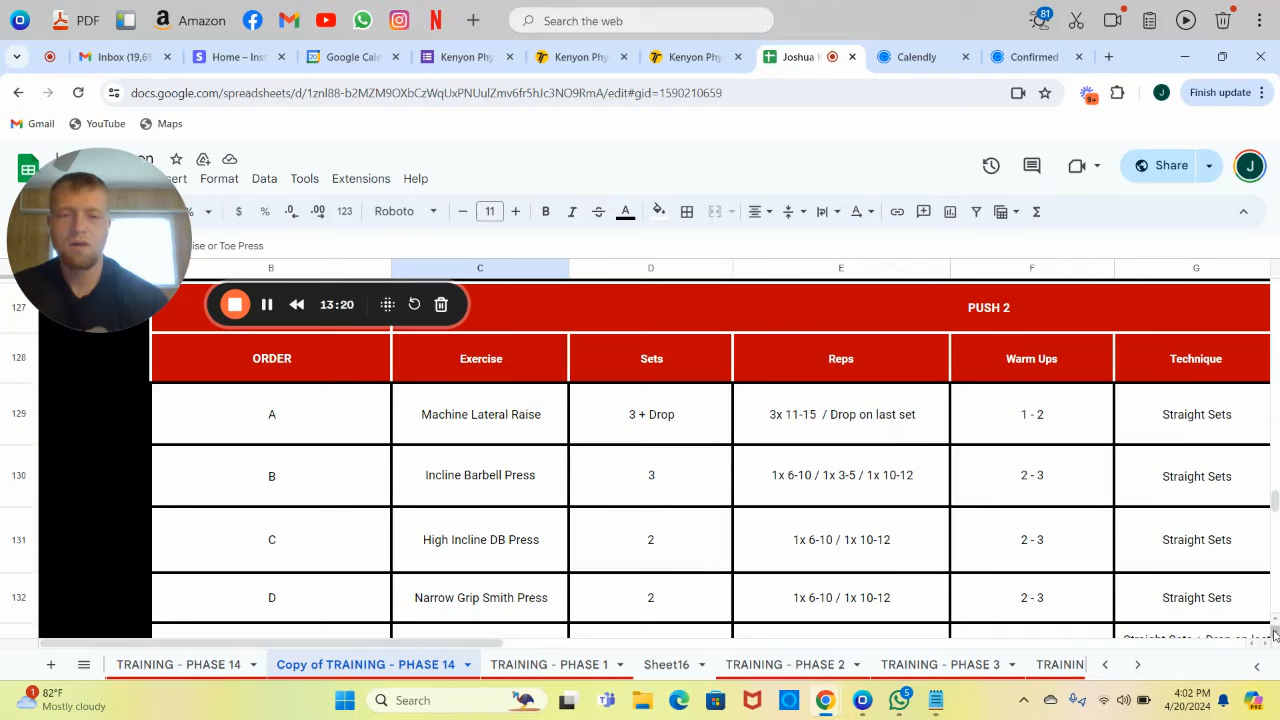 PDF
Amazon
Search the web
81
Inbox (19,6
Home – Inst
Google Cale
Kenyon Phy
Kenyon Phy
Kenyon Phy
Joshua
Calendly
Confirmed
docs.google.com/spreadsheets/d/1znl88-b2MZM9OXbCzWqUxPNUulZmv6fr5hJc3NO9RmA/edit#gid=1590210659
9+
J
Finish update
Gmail
YouTube
Maps
Share
J
Format
Data
Tools
Extensions
Help
%
$
%
.0
.00
123
Roboto
11
B
I
S
A
ise or Toe Press
B
C
D
E
F
G
13:20
127
PUSH 2
128
ORDER
Exercise
Sets
Reps
Warm Ups
Technique
129
A
Machine Lateral Raise
3 + Drop
3x 11-15 / Drop on last set
1 - 2
Straight Sets
130
B
Incline Barbell Press
3
1x 6-10 / 1x 3-5 / 1x 10-12
2 - 3
Straight Sets
131
C
High Incline DB Press
2
1x 6-10 / 1x 10-12
2 - 3
Straight Sets
132
D
Narrow Grip Smith Press
2
1x 6-10 / 1x 10-12
2 - 3
Straight Sets
TRAINING - PHASE 14
Copy of TRAINING - PHASE 14
TRAINING - PHASE 1
Sheet16
TRAINING - PHASE 2
TRAINING - PHASE 3
TRAININ
1
82°F
Mostly cloudy
Search
5
4:02 PM
4/20/2024